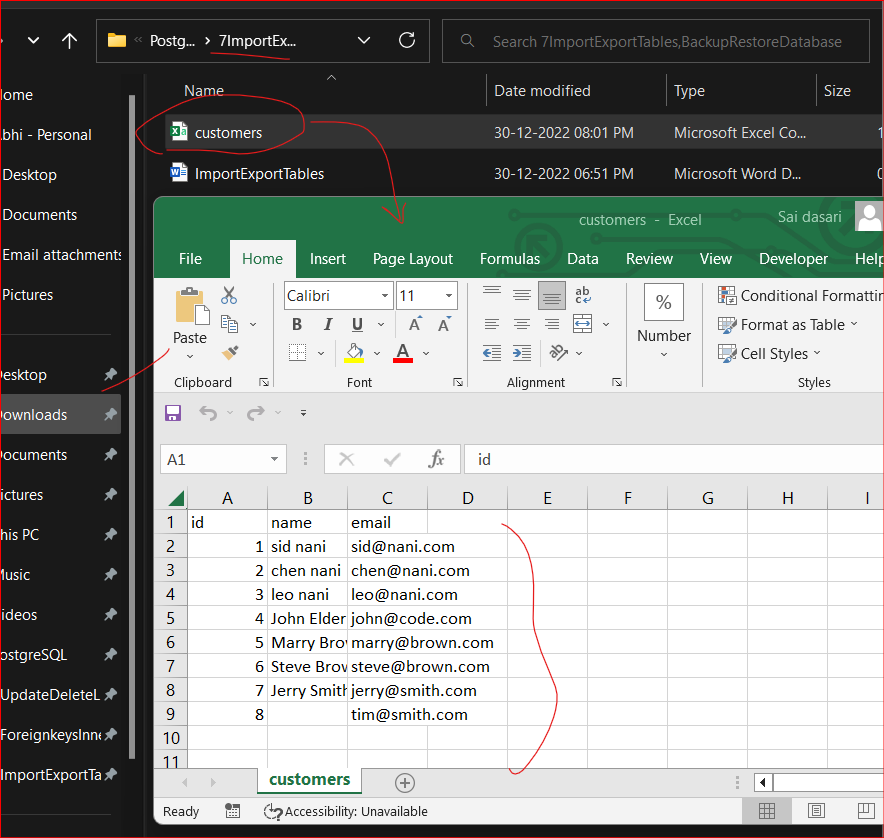 Postg... > 7ImportEx...
Search 7ImportExportTables,BackupRestoreDatabase
Name Date modified Type Size
customers 30-12-2022 08:01 PM Microsoft Excel Co... 1
ImportExportTables 30-12-2022 06:51 PM Microsoft Word D... 0
ome
bhi - Personal
Desktop
Documents
Email attachments
Pictures
esktop
ownloads
ocuments
ictures
his PC
Music
ideos
ostgreSQL
UpdateDeleteL
ForeignkeysInne
ImportExportTa
customers - Excel Sai dasari
File Home Insert Page Layout Formulas Data Review View Developer Help
Paste
Calibri 11
B I U A A
A
ab
c
%
Number
Conditional Formattin
Format as Table
Cell Styles
Clipboard Font Alignment Styles
A1 fx id
A B C D E F G H I
1 id name email
2 1 sid nani sid@nani.com
3 2 chen nani chen@nani.com
4 3 leo nani leo@nani.com
5 4 John Elder john@code.com
6 5 Marry Brov marry@brown.com
7 6 Steve Brov steve@brown.com
8 7 Jerry Smith jerry@smith.com
9 8 tim@smith.com
10
11
customers
Ready Accessibility: Unavailable